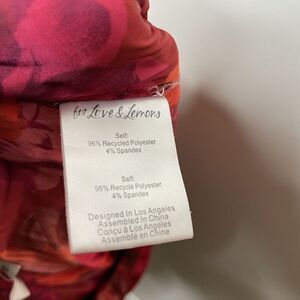 for Love & Lemons
Self:
96% Recycled Polyester
4% Spandex
Self:
96% Recycle Polyester
4% Spandex
Designed In Los Angeles
Assembled In China
Conçu à Los Angeles
Assemblé en Chine